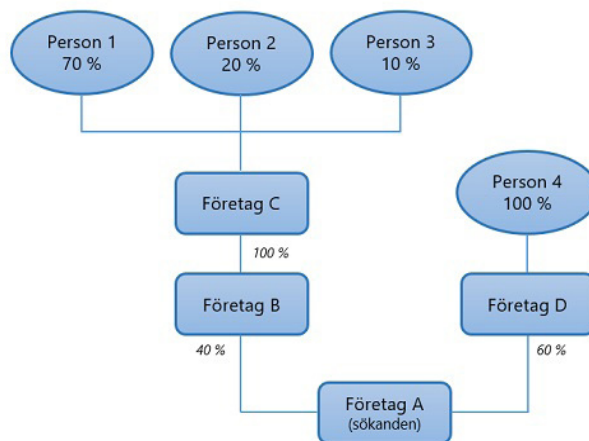 Person 1
70 %
Person 2
20 %
Person 3
10 %
Person 4
100 %
Företag C
100 %
Företag B
Företag D
40 %
60 %
Företag A
(sökanden)